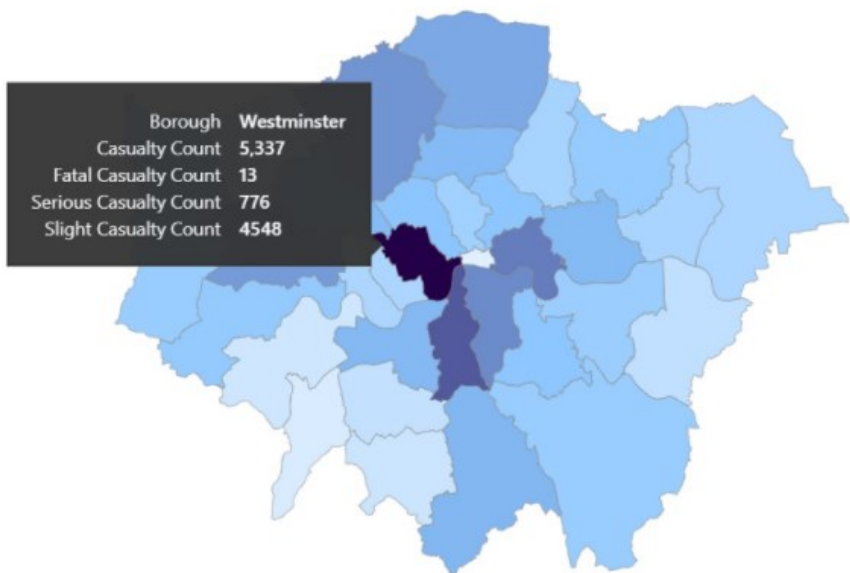 Borough Westminster
Casualty Count 5,337
Fatal Casualty Count 13
Serious Casualty Count 776
Slight Casualty Count 4548